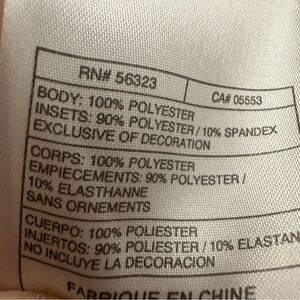 RN# 56323
CA# 05553
BODY: 100% POLYESTER
INSETS: 90% POLYESTER / 10% SPANDEX
EXCLUSIVE OF DECORATION
CORPS: 100% POLYESTER
EMPIECEMENTS: 90% POLYESTER /
10% ELASTHANNE
SANS ORNEMENTS
CUERPO: 100% POLIESTER
INJERTOS: 90% POLIESTER / 10% ELASTAN
NO INCLUYE LA DECORACION
FABRIQUE EN CHINE